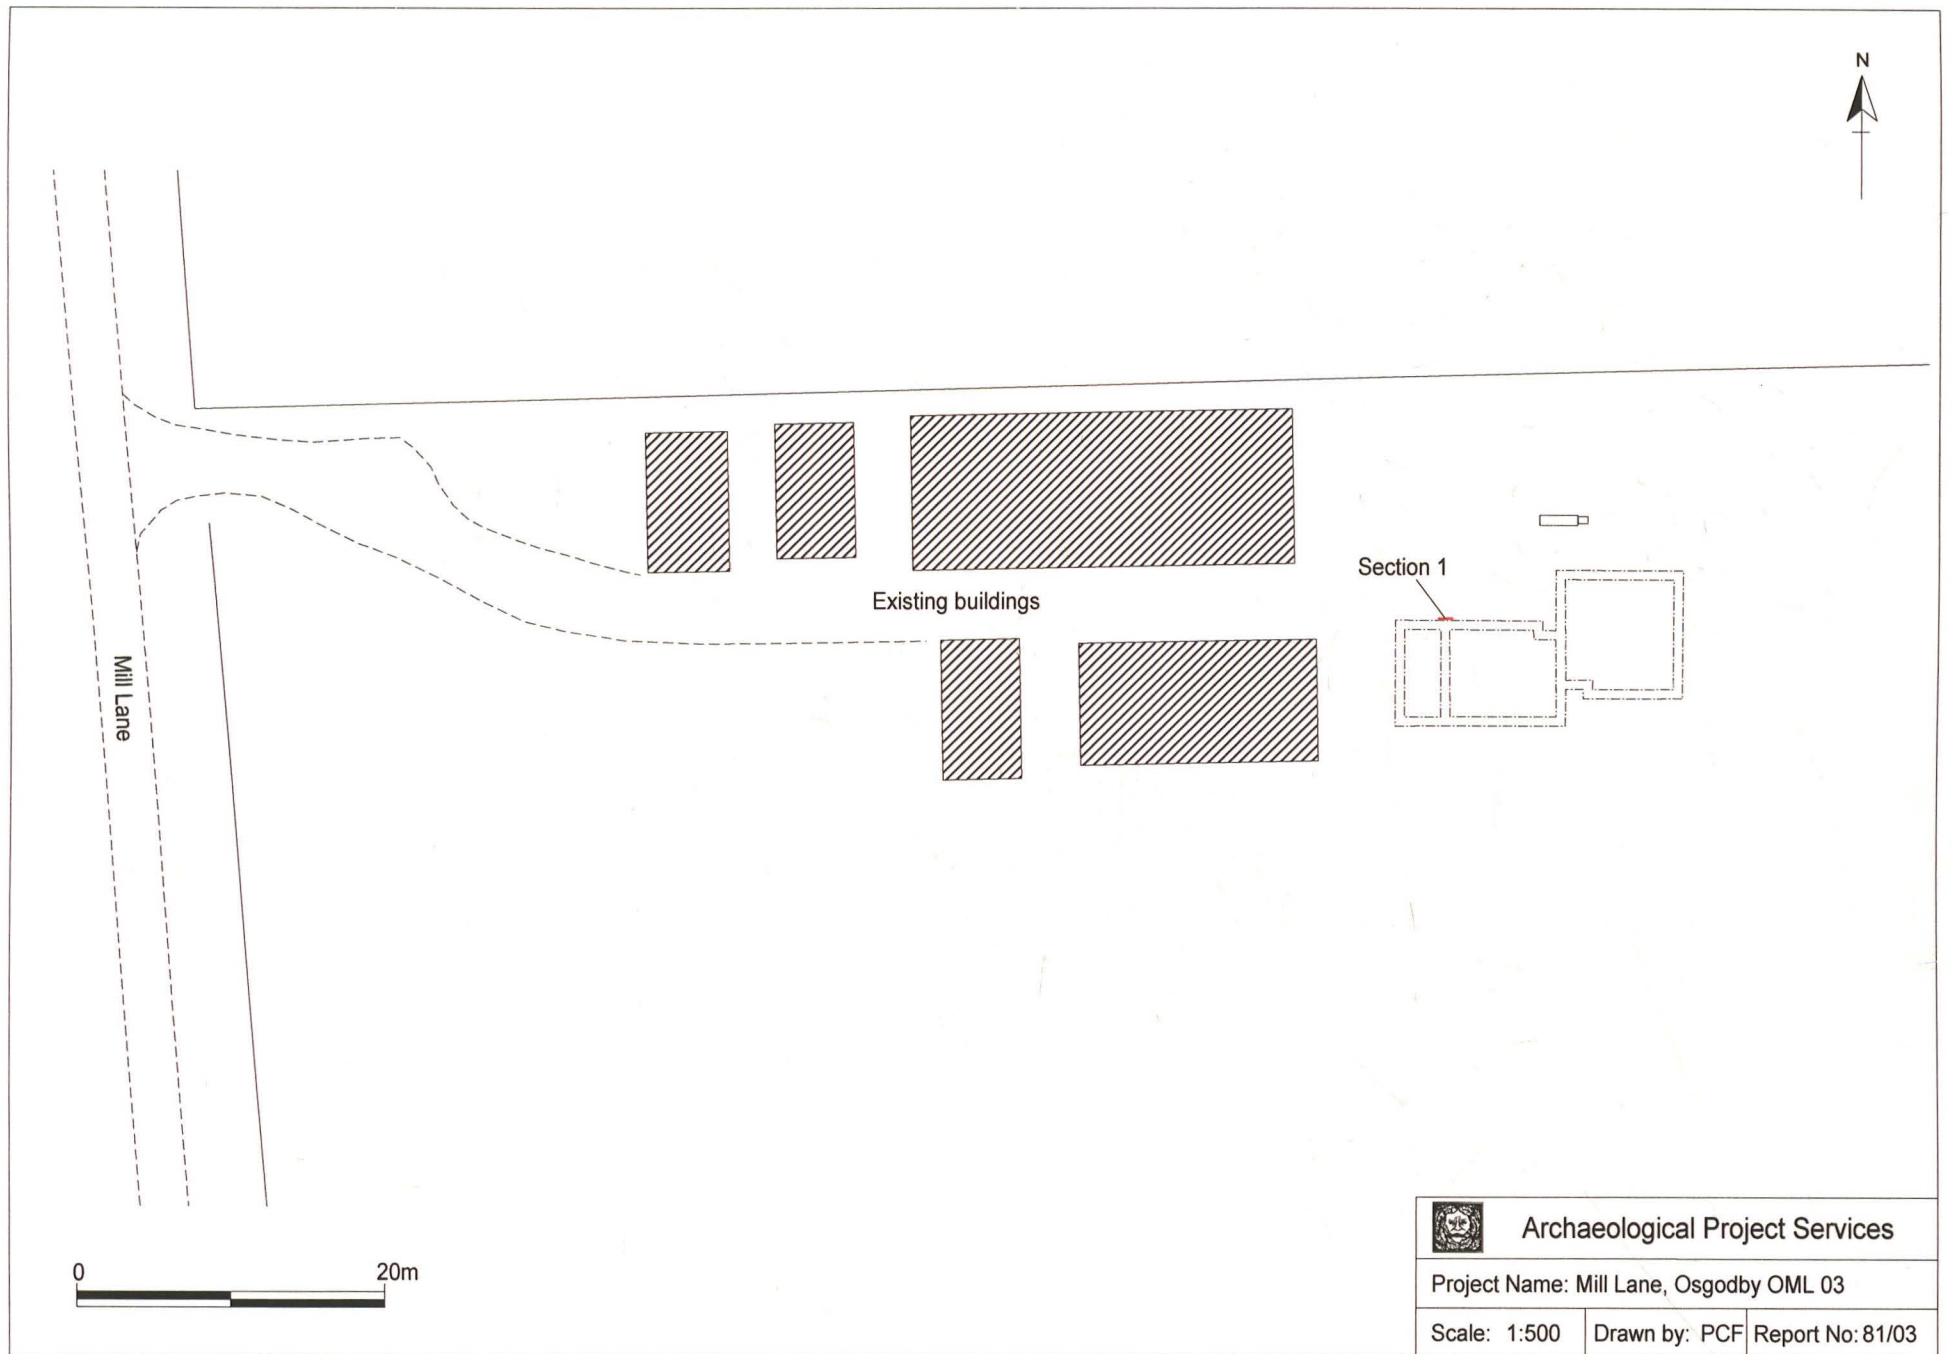 N
Section 1
Existing buildings
Mill Lane
0 20m
Archaeological Project Services
Project Name: Mill Lane, Osgodby OML 03
Scale: 1:500 Drawn by: PCF Report No: 81/03